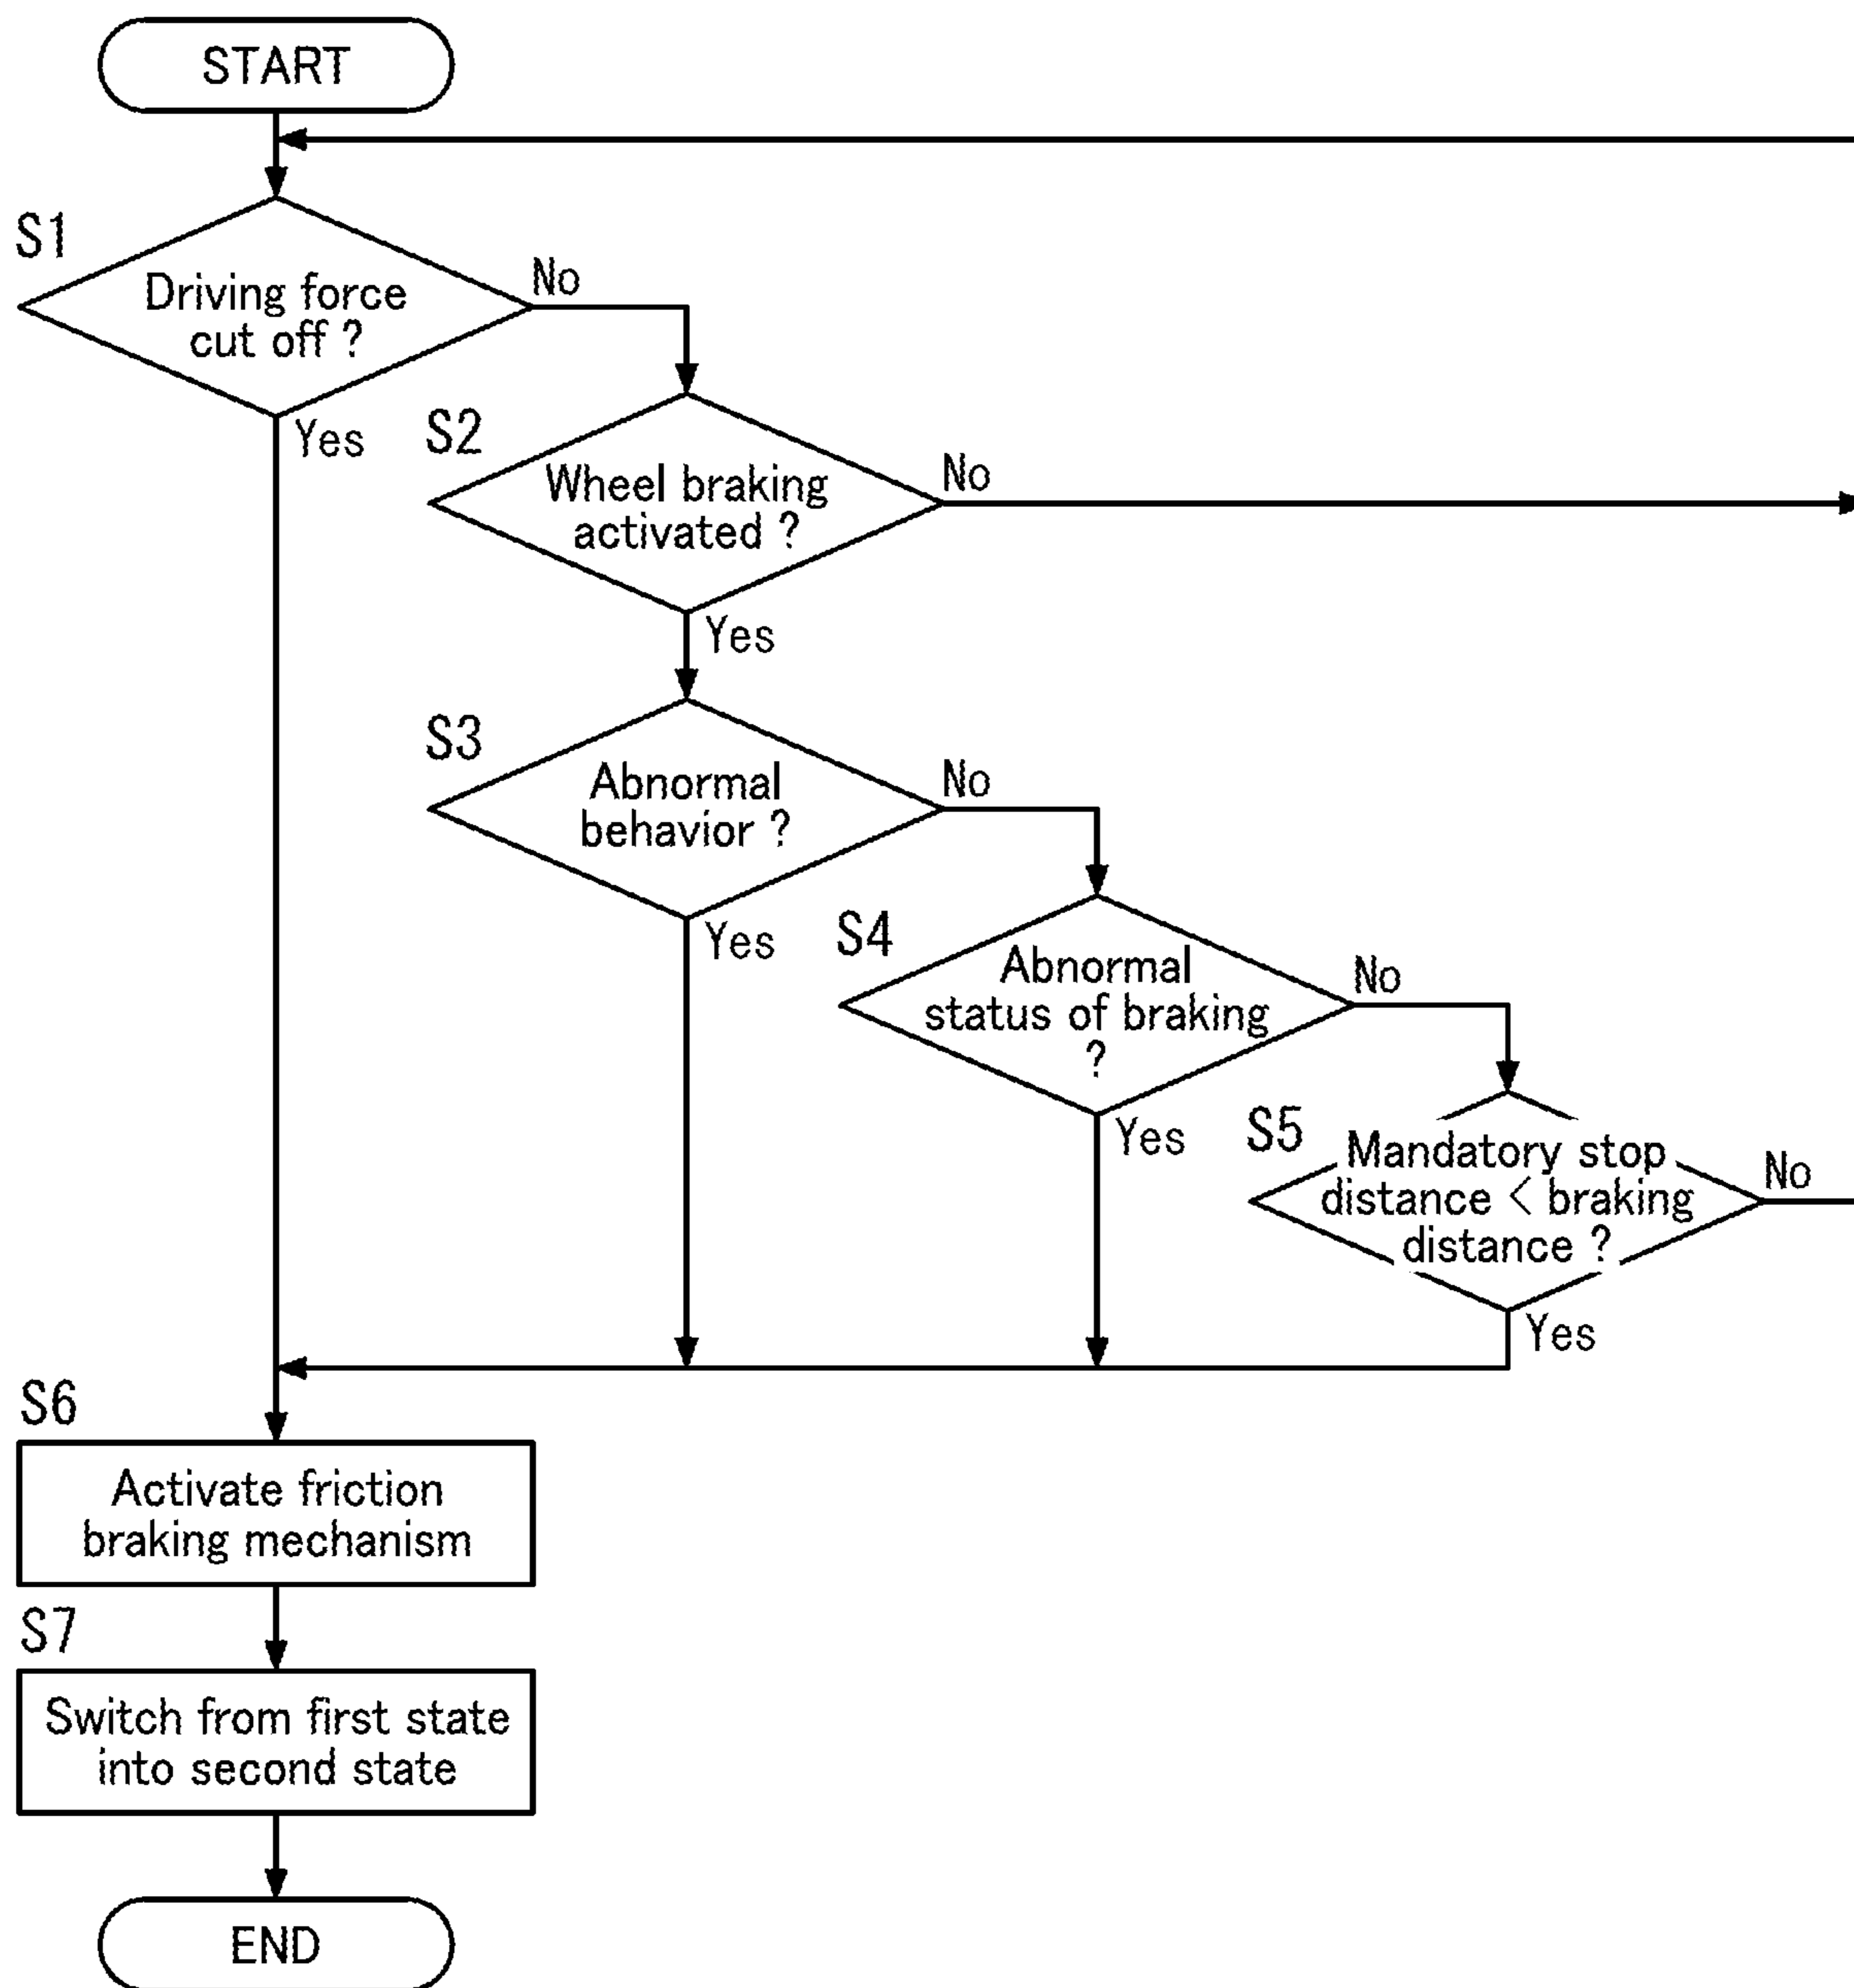 START
S1
Driving force
cut off ?
No
Yes
S2
Wheel braking
activated ?
No
Yes
S3
Abnormal
behavior ?
No
Yes
S4
Abnormal
status of braking
?
No
Yes
S5
Mandatory stop
distance < braking
distance ?
No
Yes
S6
Activate friction
braking mechanism
S7
Switch from first state
into second state
END